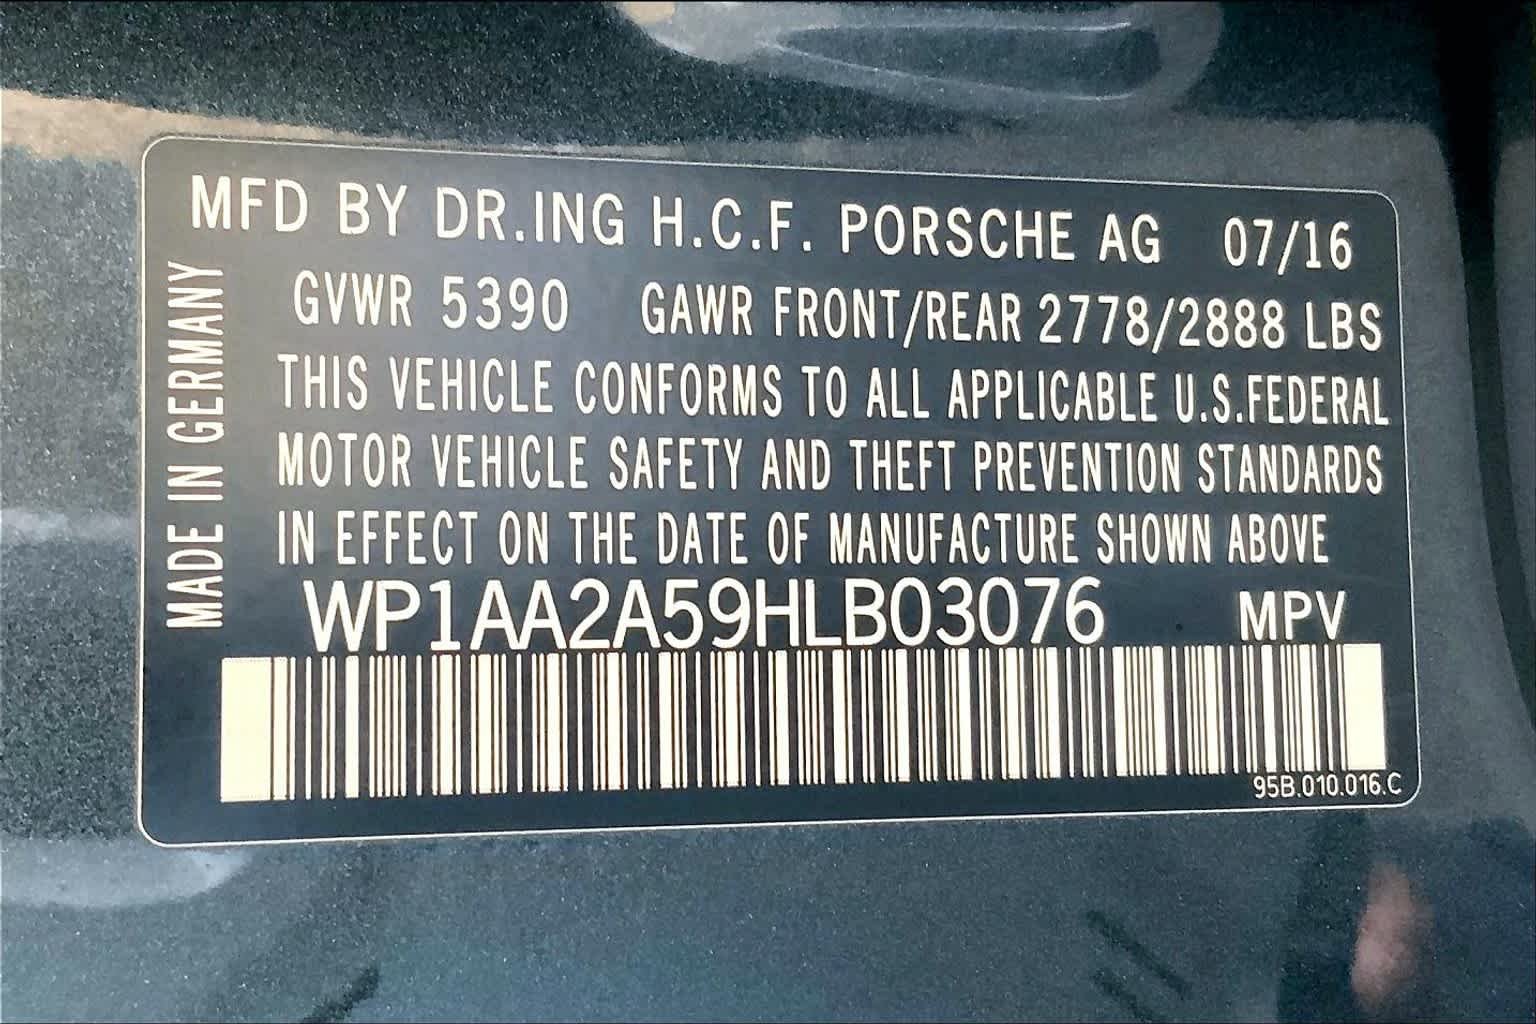 MFD BY DR.ING H.C.F. PORSCHE AG 07/16
GVWR 5390 GAWR FRONT/REAR 2778/2888 LBS
THIS VEHICLE CONFORMS TO ALL APPLICABLE U.S.FEDERAL
MOTOR VEHICLE SAFETY AND THEFT PREVENTION STANDARDS
IN EFFECT ON THE DATE OF MANUFACTURE SHOWN ABOVE
WP1AA2A59HLB03076 MPV
95B.010.016.C
MADE IN GERMANY